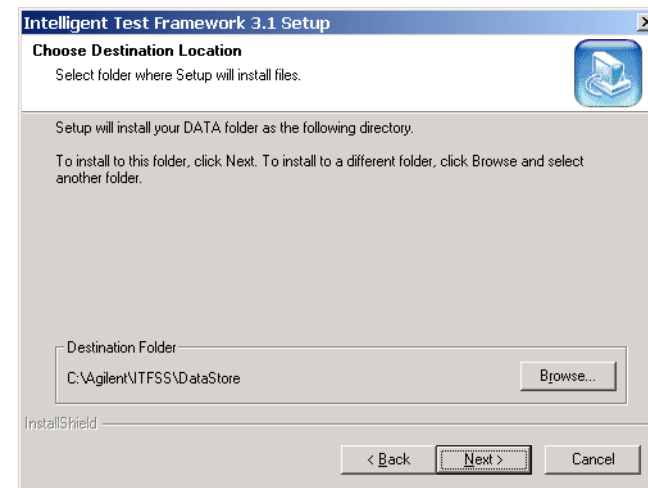 Intelligent Test Framework 3.1 Setup
Choose Destination Location
Select folder where Setup will install files.
Setup will install your DATA folder as the following directory.
To install to this folder, click Next. To install to a different folder, click Browse and select
another folder.
Destination Folder
C:\Agilent\ITFSS\DataStore
Browse...
InstallShield
< Back
Next >
Cancel